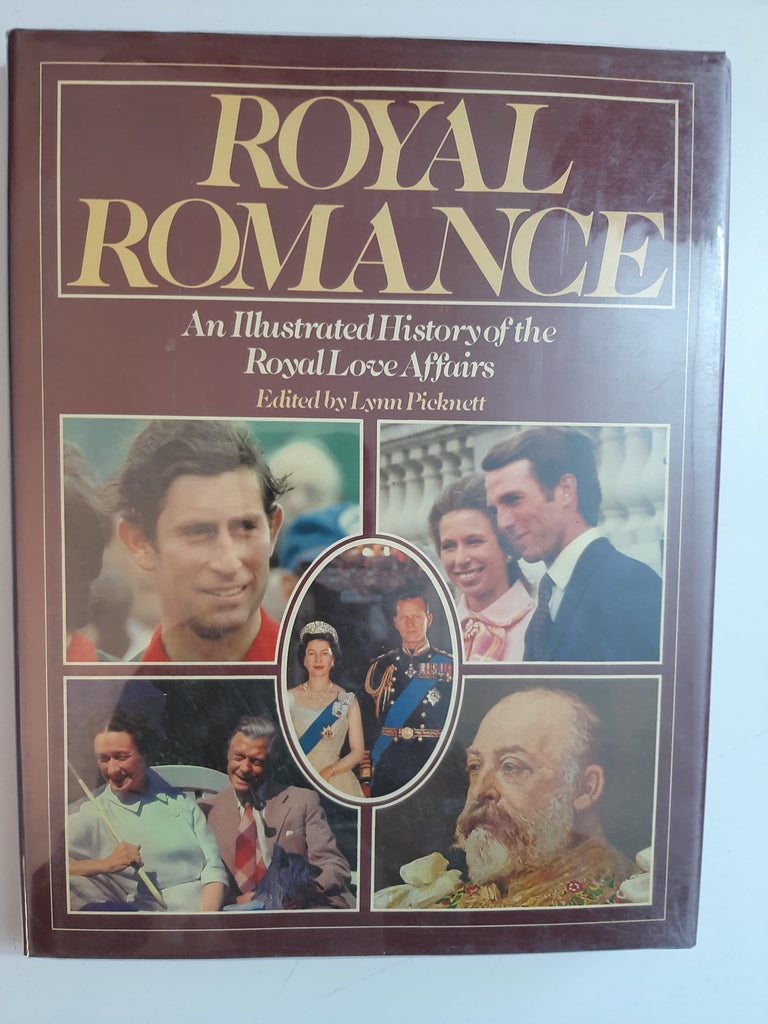 ROYAL
ROMANCE
An Illustrated History of the
Royal Love Affairs
Edited by Lynn Picknett